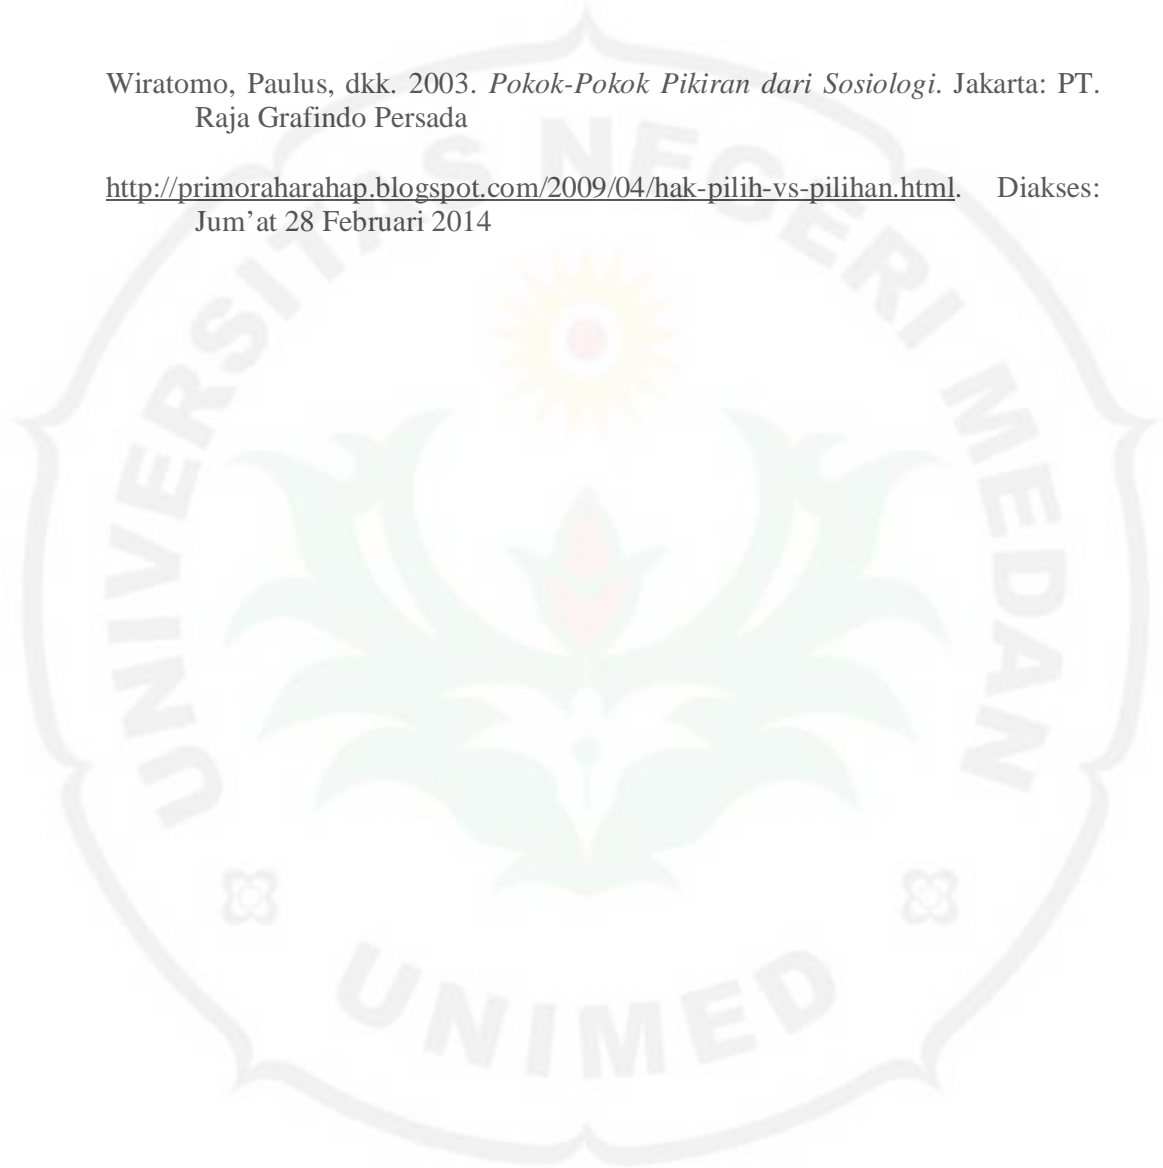 Wiratomo, Paulus, dkk. 2003. Pokok-Pokok Pikiran dari Sosiologi. Jakarta: PT.
Raja Grafindo Persada
http://primoraharahap.blogspot.com/2009/04/hak-pilih-vs-pilihan.html. Diakses:
Jum’at 28 Februari 2014
UNIVERSITAS NEGERI MEDAN
UNIMED